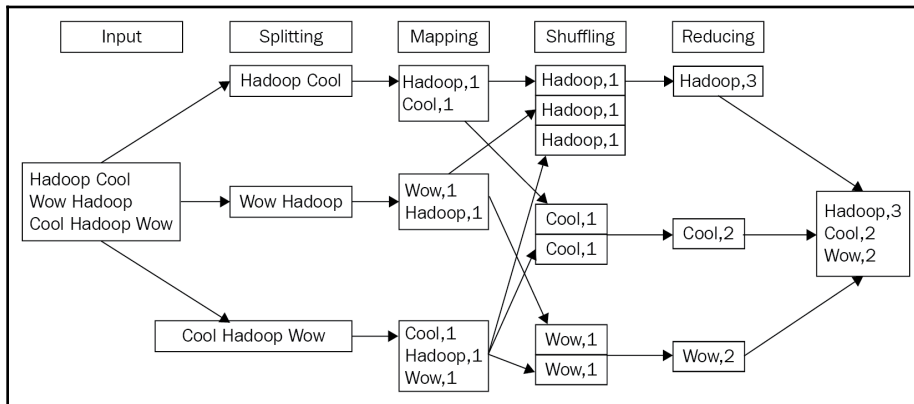 Input
Splitting
Mapping
Shuffling
Reducing
Hadoop Cool
Wow Hadoop
Cool Hadoop Wow
Hadoop Cool
Wow Hadoop
Cool Hadoop Wow
Hadoop,1
Cool,1
Wow,1
Hadoop,1
Cool,1
Hadoop,1
Wow,1
Hadoop,1
Hadoop,1
Hadoop,1
Cool,1
Cool,1
Wow,1
Wow,1
Hadoop,3
Cool,2
Wow,2
Hadoop,3
Cool,2
Wow,2